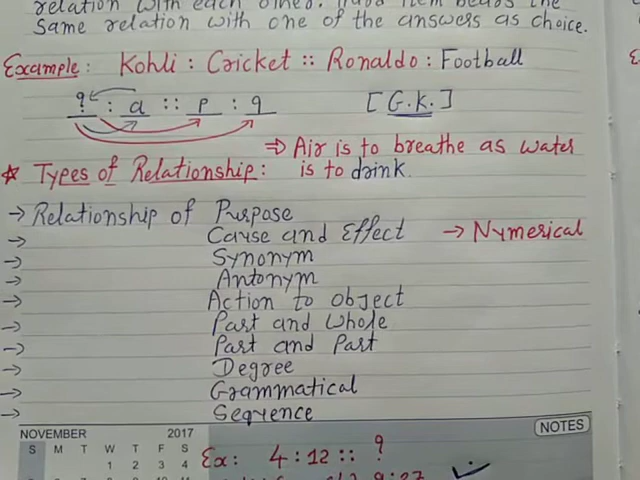 relation with each other. Third item bears the
same relation with one of the answers as choice.
Example: Kohli : Cricket :: Ronaldo : Football
? : a :: p : q [G.K.]
⇒ Air is to breathe as water
* Types of Relationship: is to drink.
→ Relationship of Purpose
→ Cause and Effect → Numerical
→ Synonym
→ Antonym
→ Action to Object
→ Part and Whole
→ Part and Part
→ Degree
→ Grammatical
→ Sequence
NOVEMBER 2017 NOTES
S M T W T F S
1 2 3 4
Ex: 4 : 12 :: ?
9:27